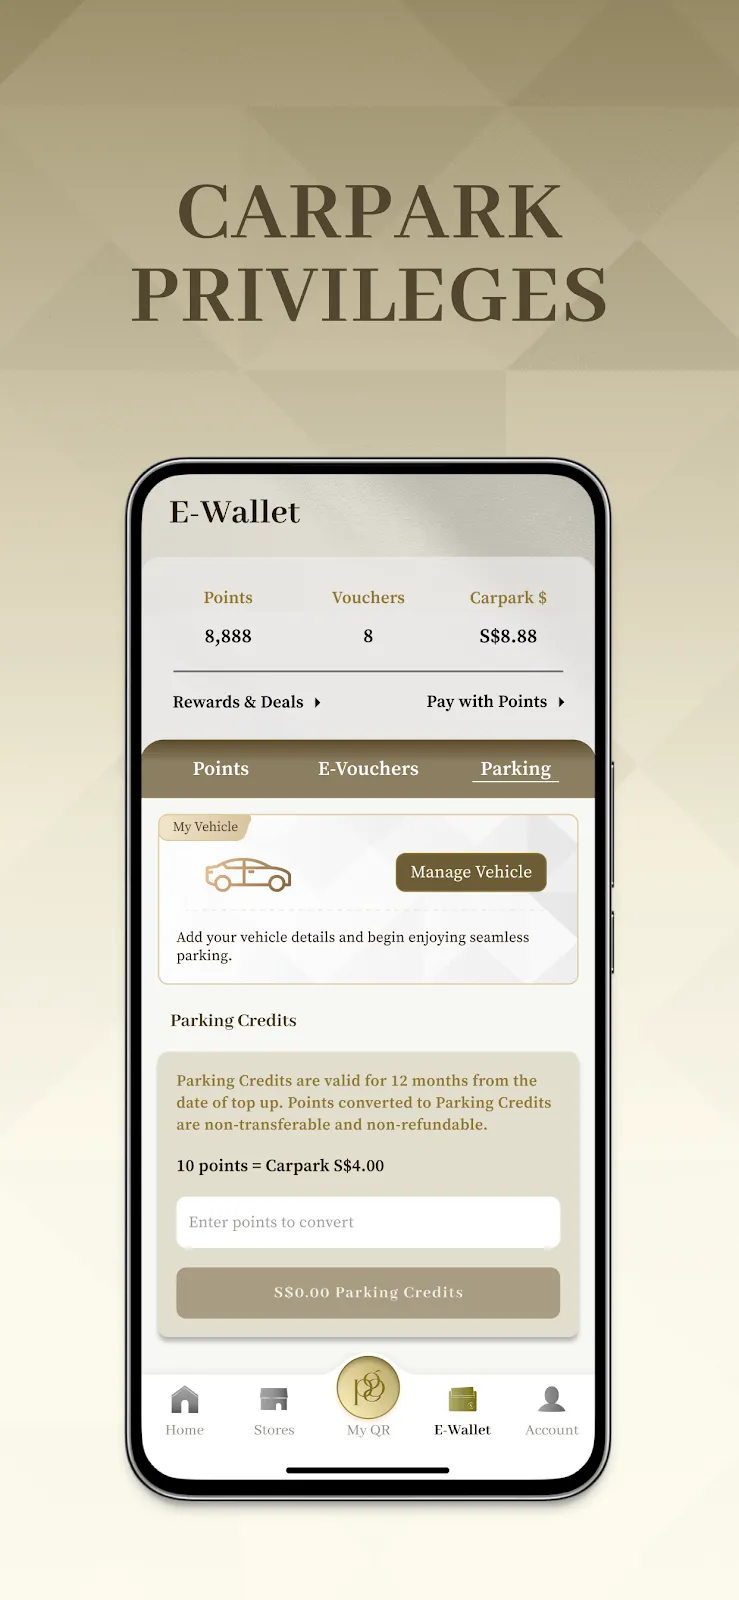 CARPARK
PRIVILEGES
E-Wallet
Points Vouchers Carpark $
8,888 8 S$8.88
Rewards & Deals Pay with Points
Points E-Vouchers Parking
My Vehicle
Manage Vehicle
Add your vehicle details and begin enjoying seamless
parking.
Parking Credits
Parking Credits are valid for 12 months from the
date of top up. Points converted to Parking Credits
are non-transferable and non-refundable.
10 points = Carpark S$4.00
Enter points to convert
S$0.00 Parking Credits
Home Stores My QR E-Wallet Account